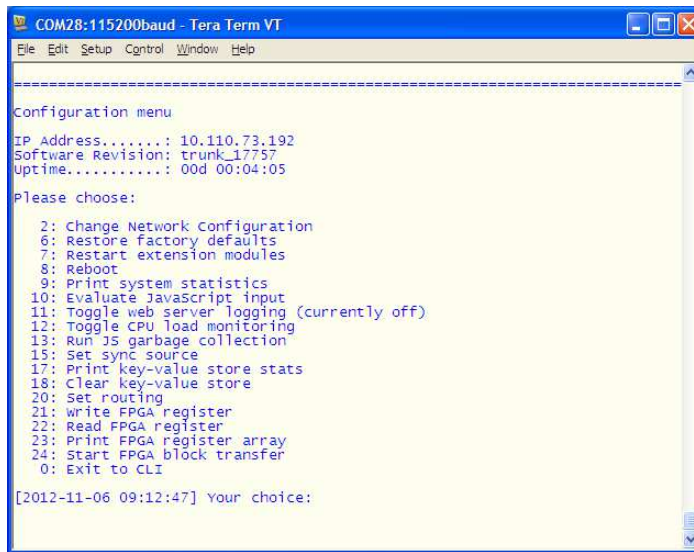 COM28:115200baud - Tera Term VT
File Edit Setup Control Window Help
================================================================================
Configuration menu
IP Address.......: 10.110.73.192
Software Revision: trunk_17757
Uptime...........: 00d 00:04:05
Please choose:
2: Change Network Configuration
6: Restore factory defaults
7: Restart extension modules
8: Reboot
9: Print system statistics
10: Evaluate JavaScript input
11: Toggle web server logging (currently off)
12: Toggle CPU load monitoring
13: Run JS garbage collection
15: Set sync source
17: Print key-value store stats
18: Clear key-value store
20: Set routing
21: Write FPGA register
22: Read FPGA register
23: Print FPGA register array
24: Start FPGA block transfer
0: Exit to CLI
[2012-11-06 09:12:47] Your choice: